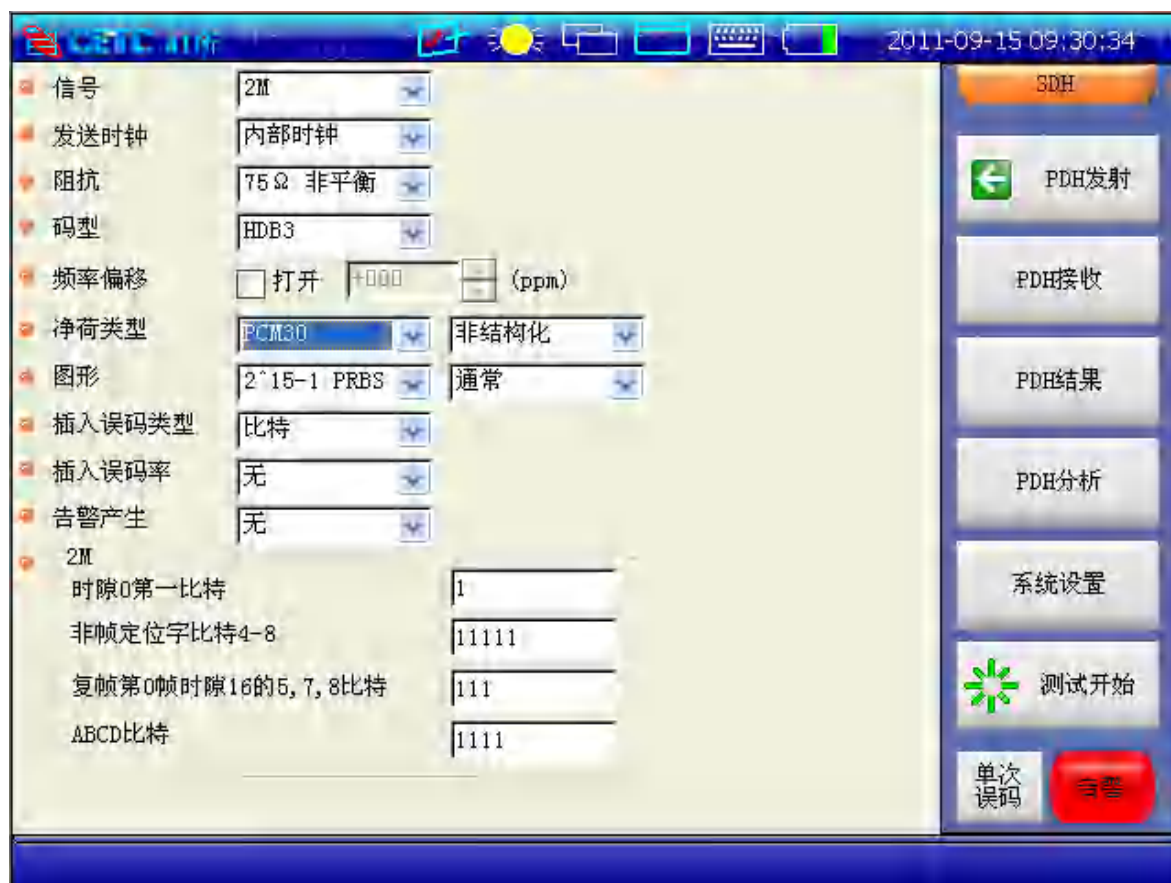 CETC 41所 2011-09-15 09:30:34
信号 2M
发送时钟 内部时钟
阻抗 75Ω 非平衡
码型 HDB3
频率偏移 打开 +000 (ppm)
净荷类型 PCM30 非结构化
图形 2^15-1 PRBS 通常
插入误码类型 比特
插入误码率 无
告警产生 无
2M
时隙0第一比特 1
非帧定位字比特4-8 11111
复帧第0帧时隙16的5,7,8比特 111
ABCD比特 1111
SDH
PDH发射
PDH接收
PDH结果
PDH分析
系统设置
测试开始
单次
误码
告警